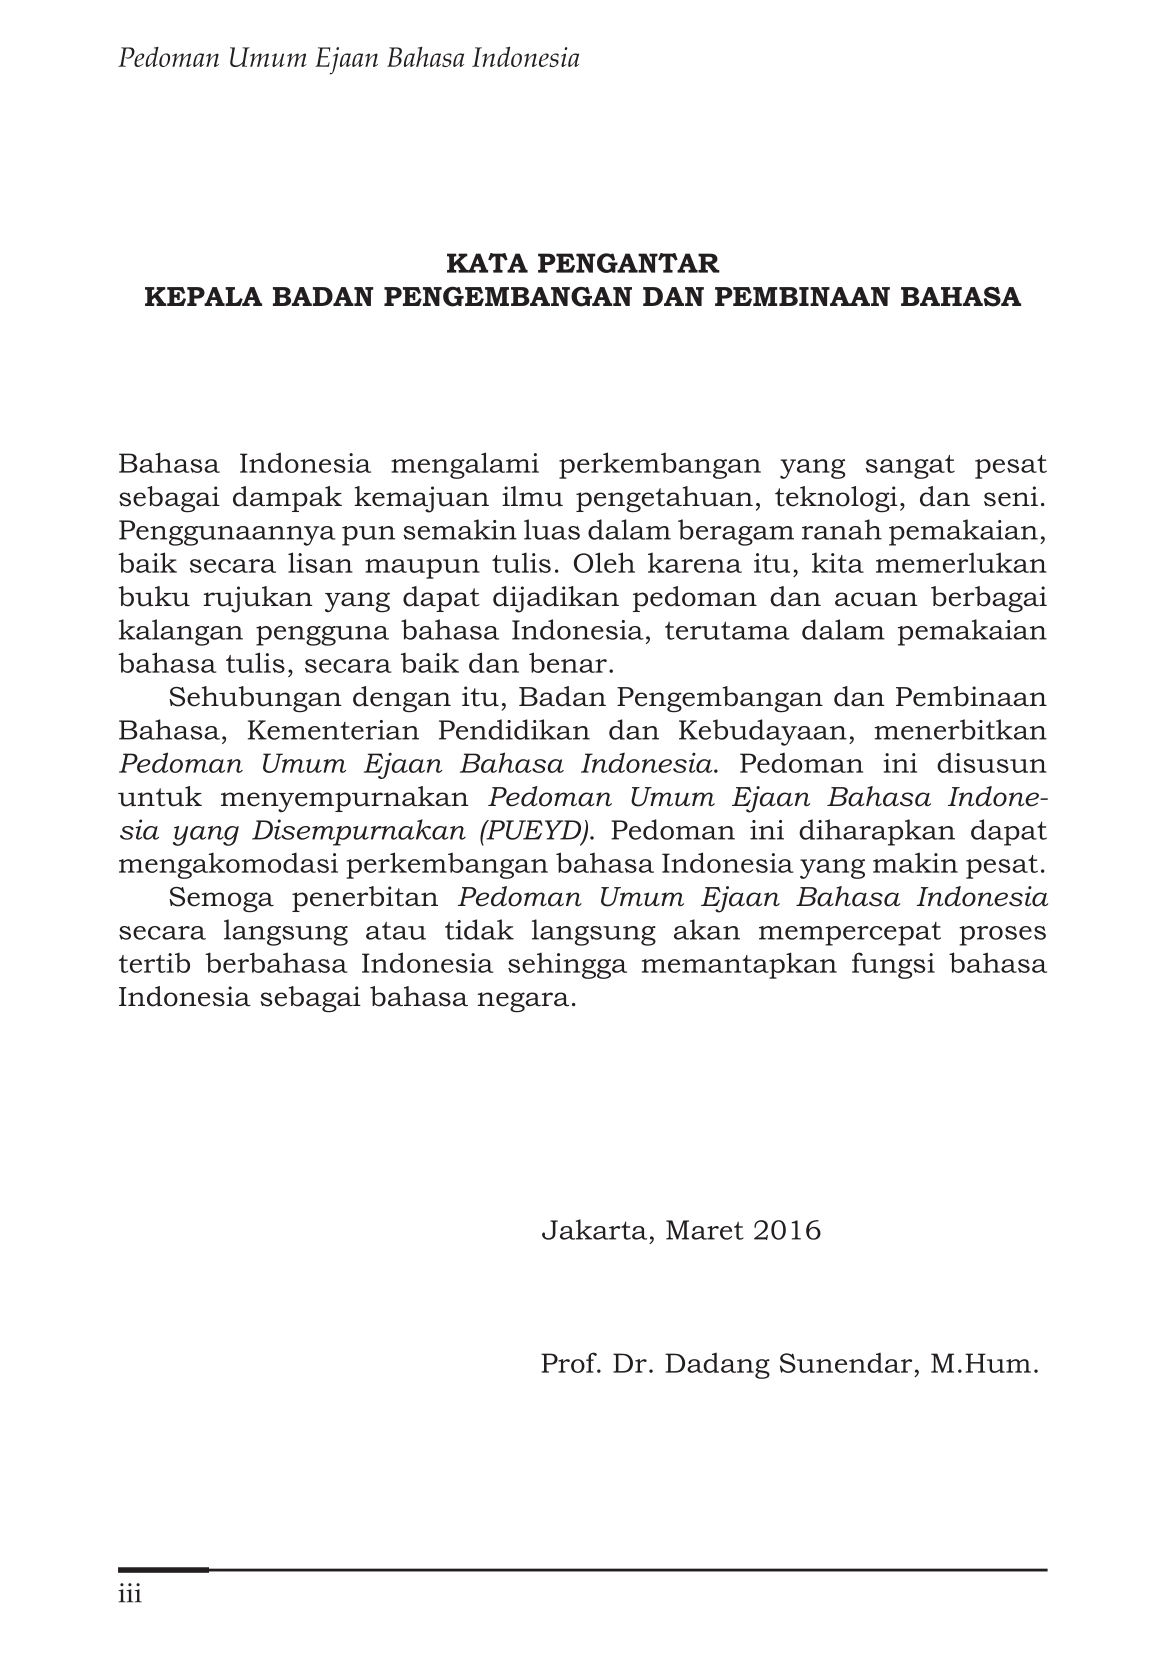 Pedoman Umum Ejaan Bahasa Indonesia
KATA PENGANTAR
KEPALA BADAN PENGEMBANGAN DAN PEMBINAAN BAHASA
Bahasa Indonesia mengalami perkembangan yang sangat pesat
sebagai dampak kemajuan ilmu pengetahuan, teknologi, dan seni.
Penggunaannya pun semakin luas dalam beragam ranah pemakaian,
baik secara lisan maupun tulis. Oleh karena itu, kita memerlukan
buku rujukan yang dapat dijadikan pedoman dan acuan berbagai
kalangan pengguna bahasa Indonesia, terutama dalam pemakaian
bahasa tulis, secara baik dan benar.
Sehubungan dengan itu, Badan Pengembangan dan Pembinaan
Bahasa, Kementerian Pendidikan dan Kebudayaan, menerbitkan
Pedoman Umum Ejaan Bahasa Indonesia. Pedoman ini disusun
untuk menyempurnakan Pedoman Umum Ejaan Bahasa Indone-
sia yang Disempurnakan (PUEYD). Pedoman ini diharapkan dapat
mengakomodasi perkembangan bahasa Indonesia yang makin pesat.
Semoga penerbitan Pedoman Umum Ejaan Bahasa Indonesia
secara langsung atau tidak langsung akan mempercepat proses
tertib berbahasa Indonesia sehingga memantapkan fungsi bahasa
Indonesia sebagai bahasa negara.
Jakarta, Maret 2016
Prof. Dr. Dadang Sunendar, M.Hum.
iii